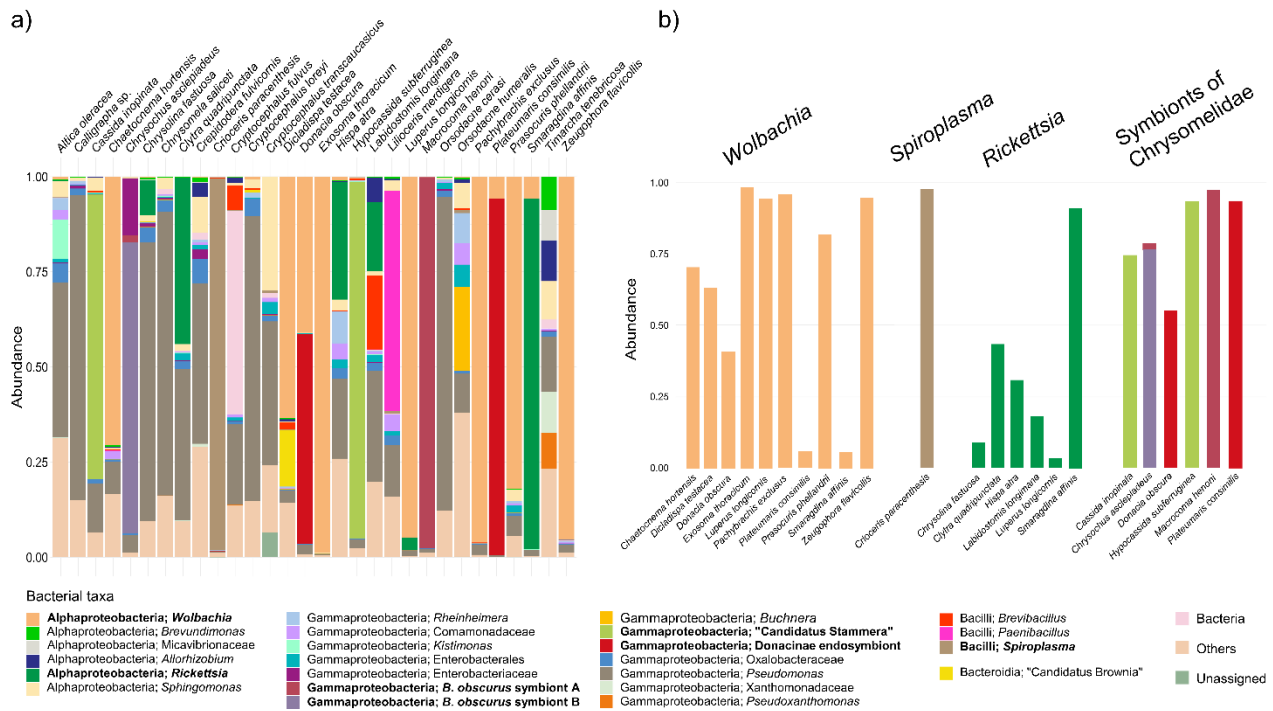 a)
Altica oleracea
Calligrapha sp.
Cassida inopinata
Chaetocnema hortensis
Chrysochus asclepiadeus
Chrysolina fastuosa
Chrysomela saliceti
Clytra quadripunctata
Crepidodera fulvicornis
Crioceris paracenthesis
Cryptocephalus fulvus
Cryptocephalus loreyi
Cryptocephalus transcaucasicus
Dicladispa testacea
Donacia obscura
Exosoma thoracicum
Hispa atra
Hypocassida subferruginea
Labidostomis longimana
Lilioceris merdigera
Luperus longicornis
Macrocoma henoni
Orsodacne cerasi
Orsodacne humeralis
Pachybrachis exclusus
Plateumaris consimilis
Prasocuris phellandrii
Smaragdina affinis
Timarcha tenebricosa
Zeugophora flavicollis
Abundance
1.00
0.75
0.50
0.25
0.00
b)
Wolbachia
Spiroplasma
Rickettsia
Symbionts of
Chrysomelidae
Abundance
1.00
0.75
0.50
0.25
0.00
Chaetocnema hortensis
Dicladispa testacea
Donacia obscura
Exosoma thoracicum
Luperus longicornis
Pachybrachis exclusus
Plateumaris consimilis
Prasocuris phellandrii
Smaragdina affinis
Zeugophora flavicollis
Crioceris paracenthesis
Chrysolina fastuosa
Clytra quadripunctata
Hispa atra
Labidostomis longimana
Luperus longicornis
Smaragdina affinis
Cassida inopinata
Chrysochus asclepiadeus
Donacia obscura
Hypocassida subferruginea
Macrocoma henoni
Plateumaris consimilis
Bacterial taxa
Alphaproteobacteria; Wolbachia
Alphaproteobacteria; Brevundimonas
Alphaproteobacteria; Micavibrionaceae
Alphaproteobacteria; Allorhizobium
Alphaproteobacteria; Rickettsia
Alphaproteobacteria; Sphingomonas
Gammaproteobacteria; Rheinheimera
Gammaproteobacteria; Comamonadaceae
Gammaproteobacteria; Kistimonas
Gammaproteobacteria; Enterobacterales
Gammaproteobacteria; Enterobacteriaceae
Gammaproteobacteria; B. obscurus symbiont A
Gammaproteobacteria; B. obscurus symbiont B
Gammaproteobacteria; Buchnera
Gammaproteobacteria; "Candidatus Stammera"
Gammaproteobacteria; Donacinae endosymbiont
Gammaproteobacteria; Oxalobacteraceae
Gammaproteobacteria; Pseudomonas
Gammaproteobacteria; Xanthomonadaceae
Gammaproteobacteria; Pseudoxanthomonas
Bacilli; Brevibacillus
Bacilli; Paenibacillus
Bacilli; Spiroplasma
Bacteroidia; "Candidatus Brownia"
Bacteria
Others
Unassigned